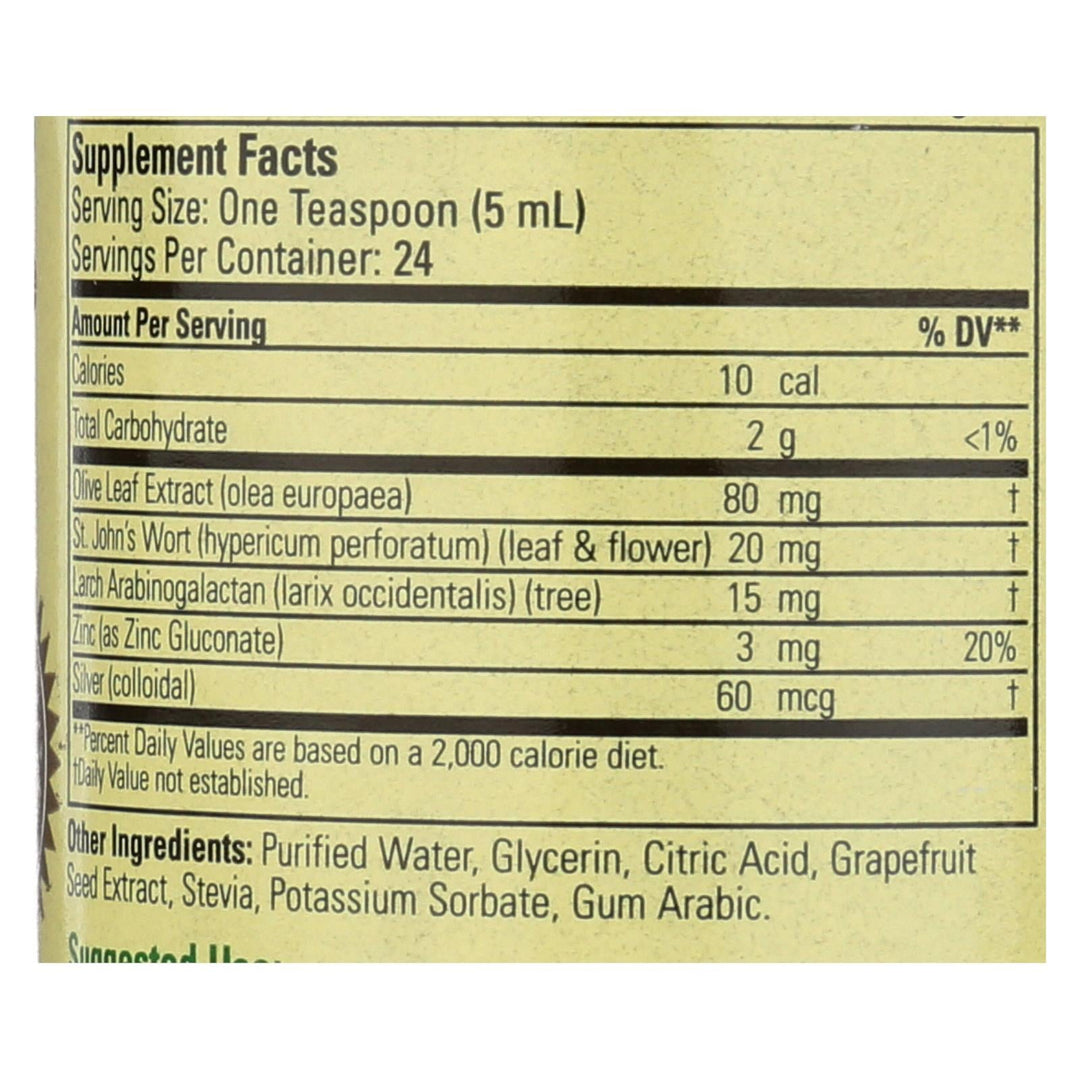 Supplement Facts
Serving Size: One Teaspoon (5 mL)
Servings Per Container: 24
Amount Per Serving % DV**
Calories 10 cal
Total Carbohydrate 2 g <1%
Olive Leaf Extract (olea europaea) 80 mg †
St. John's Wort (hypericum perforatum) (leaf & flower) 20 mg †
Larch Arabinogalactan (larix occidentalis) (tree) 15 mg †
Zinc (as Zinc Gluconate) 3 mg 20%
Silver (colloidal) 60 mcg †
**Percent Daily Values are based on a 2,000 calorie diet.
†Daily Value not established.
Other Ingredients: Purified Water, Glycerin, Citric Acid, Grapefruit
Seed Extract, Stevia, Potassium Sorbate, Gum Arabic.
Suggested Use: